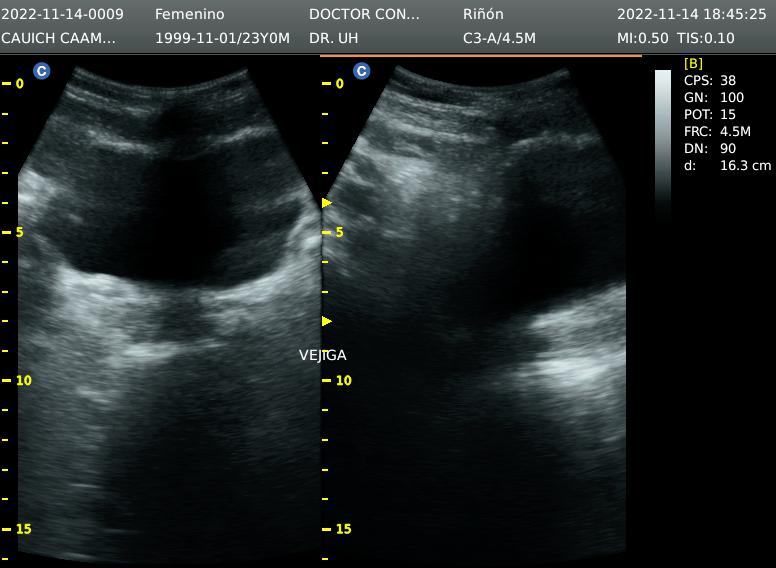 2022-11-14-0009 Femenino DOCTOR CON... Riñón 2022-11-14 18:45:25
CAUICH CAAM... 1999-11-01/23Y0M DR. UH C3-A/4.5M MI:0.50 TIS:0.10
C C
[B]
CPS: 38
GN: 100
POT: 15
FRC: 4.5M
DN: 90
d: 16.3 cm
0 0
5 5
VEJIGA
10 10
15 15